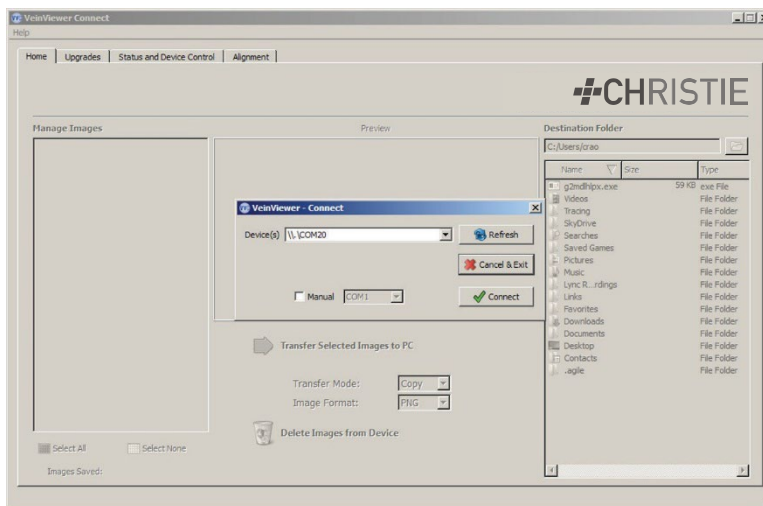 VeinViewer Connect
Help
Home Upgrades Status and Device Control Alignment
CHRISTIE
Manage Images
Preview
Destination Folder
C:/Users/crao
Name Size Type
g2mdlhlpx.exe 59 KB exe File
Videos File Folder
Tracing File Folder
SkyDrive File Folder
Searches File Folder
Saved Games File Folder
Pictures File Folder
Music File Folder
Lync R...rdings File Folder
Links File Folder
Favorites File Folder
Downloads File Folder
Documents File Folder
Desktop File Folder
Contacts File Folder
.agile File Folder
VeinViewer - Connect
Device(s) \\.\COM20 Refresh
Cancel & Exit
Manual COM1 Connect
Transfer Selected Images to PC
Transfer Mode: Copy
Image Format: PNG
Delete Images from Device
Select All Select None
Images Saved: